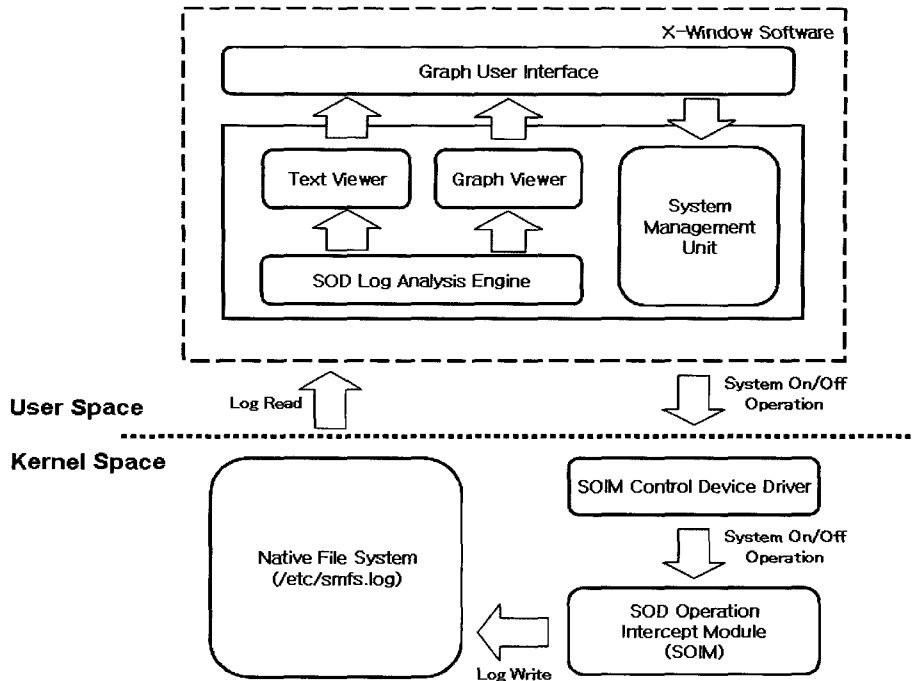 X-Window Software
Graph User Interface
Text Viewer
Graph Viewer
System
Management
Unit
SOD Log Analysis Engine
User Space
Log Read
System On/Off
Operation
Kernel Space
SOIM Control Device Driver
System On/Off
Operation
Native File System
(/etc/smfs.log)
SOD Operation
Intercept Module
(SOIM)
Log Write